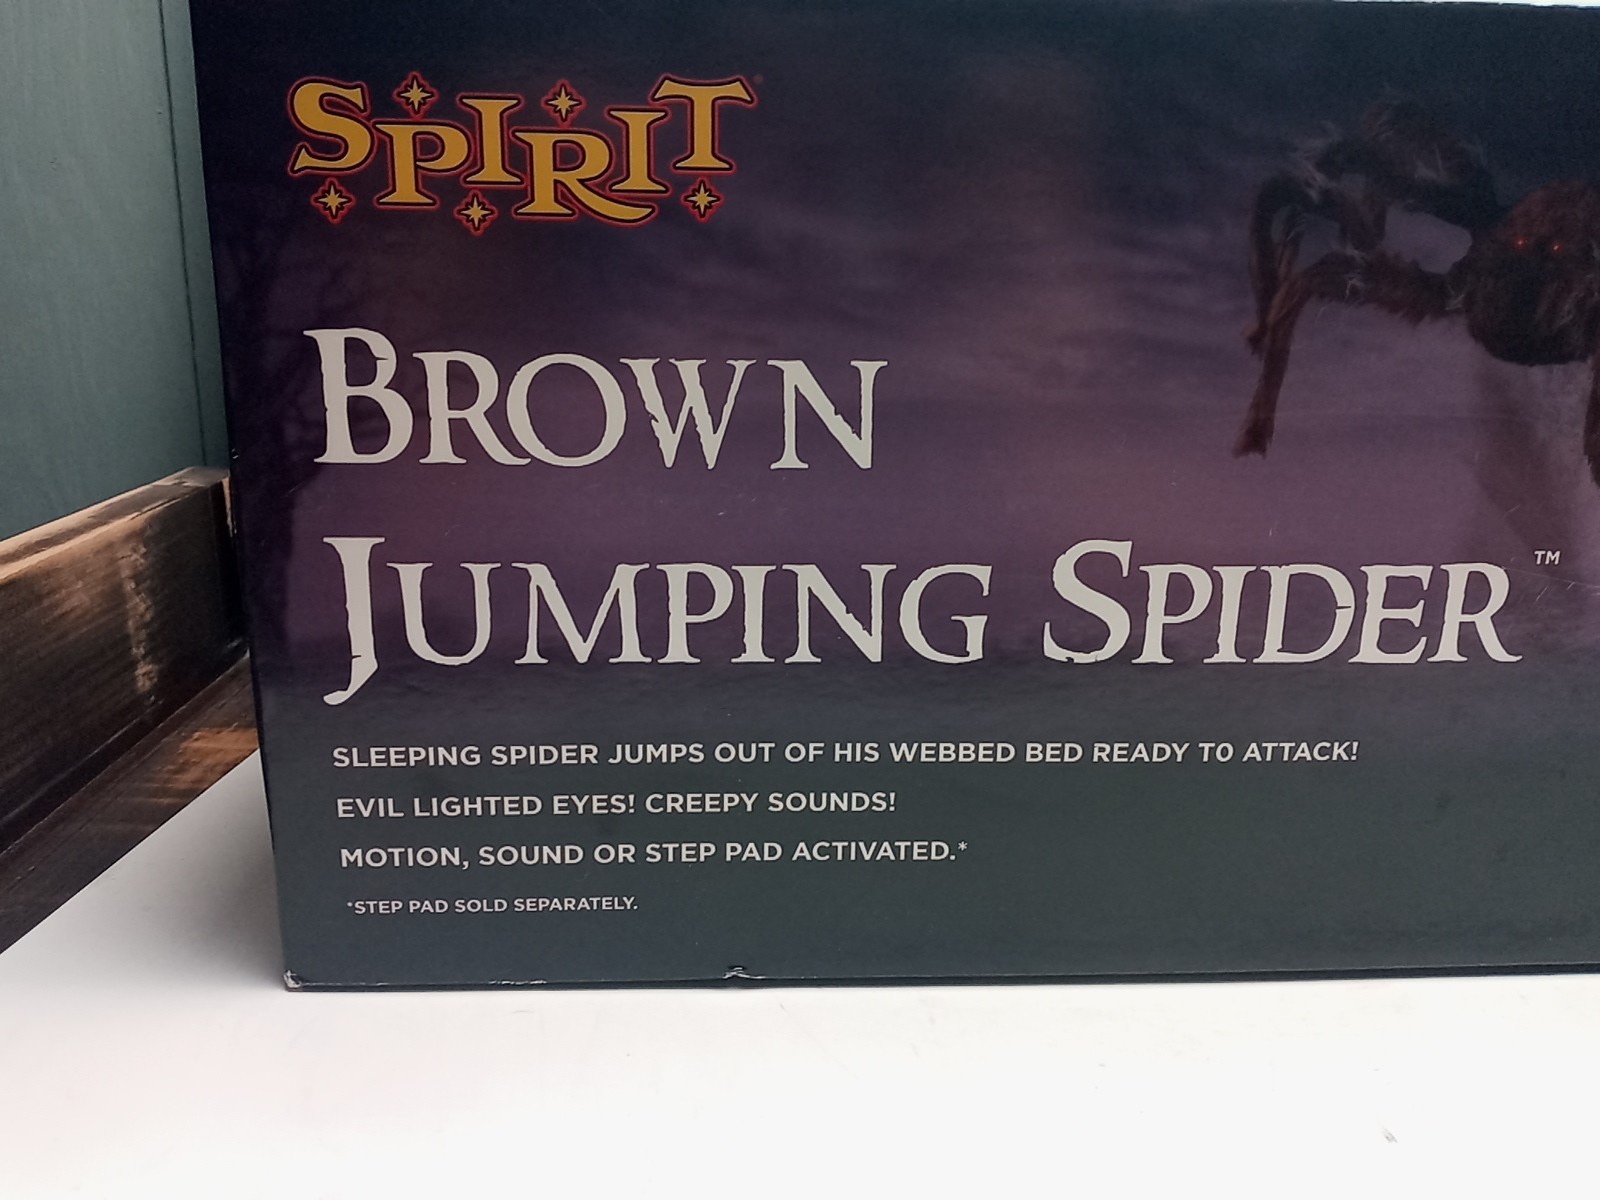 SPIRIT
BROWN
JUMPING SPIDER™
SLEEPING SPIDER JUMPS OUT OF HIS WEBBED BED READY TO ATTACK!
EVIL LIGHTED EYES! CREEPY SOUNDS!
MOTION, SOUND OR STEP PAD ACTIVATED.*
*STEP PAD SOLD SEPARATELY.